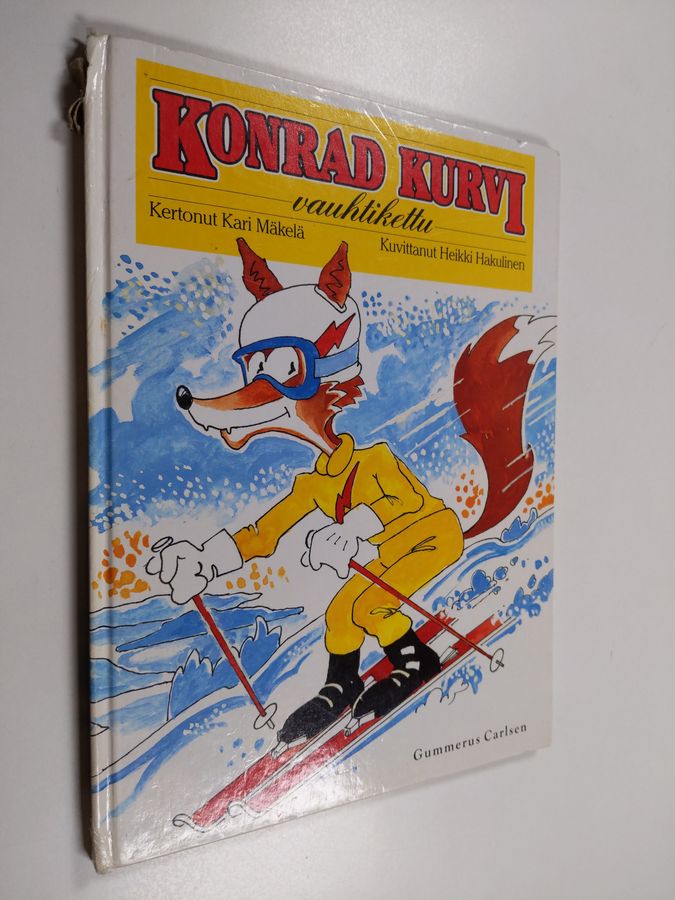 KONRAD KURVI
vauhtikettu
Kertonut Kari Mäkelä
Kuvittanut Heikki Hakulinen
Gummerus Carlsen